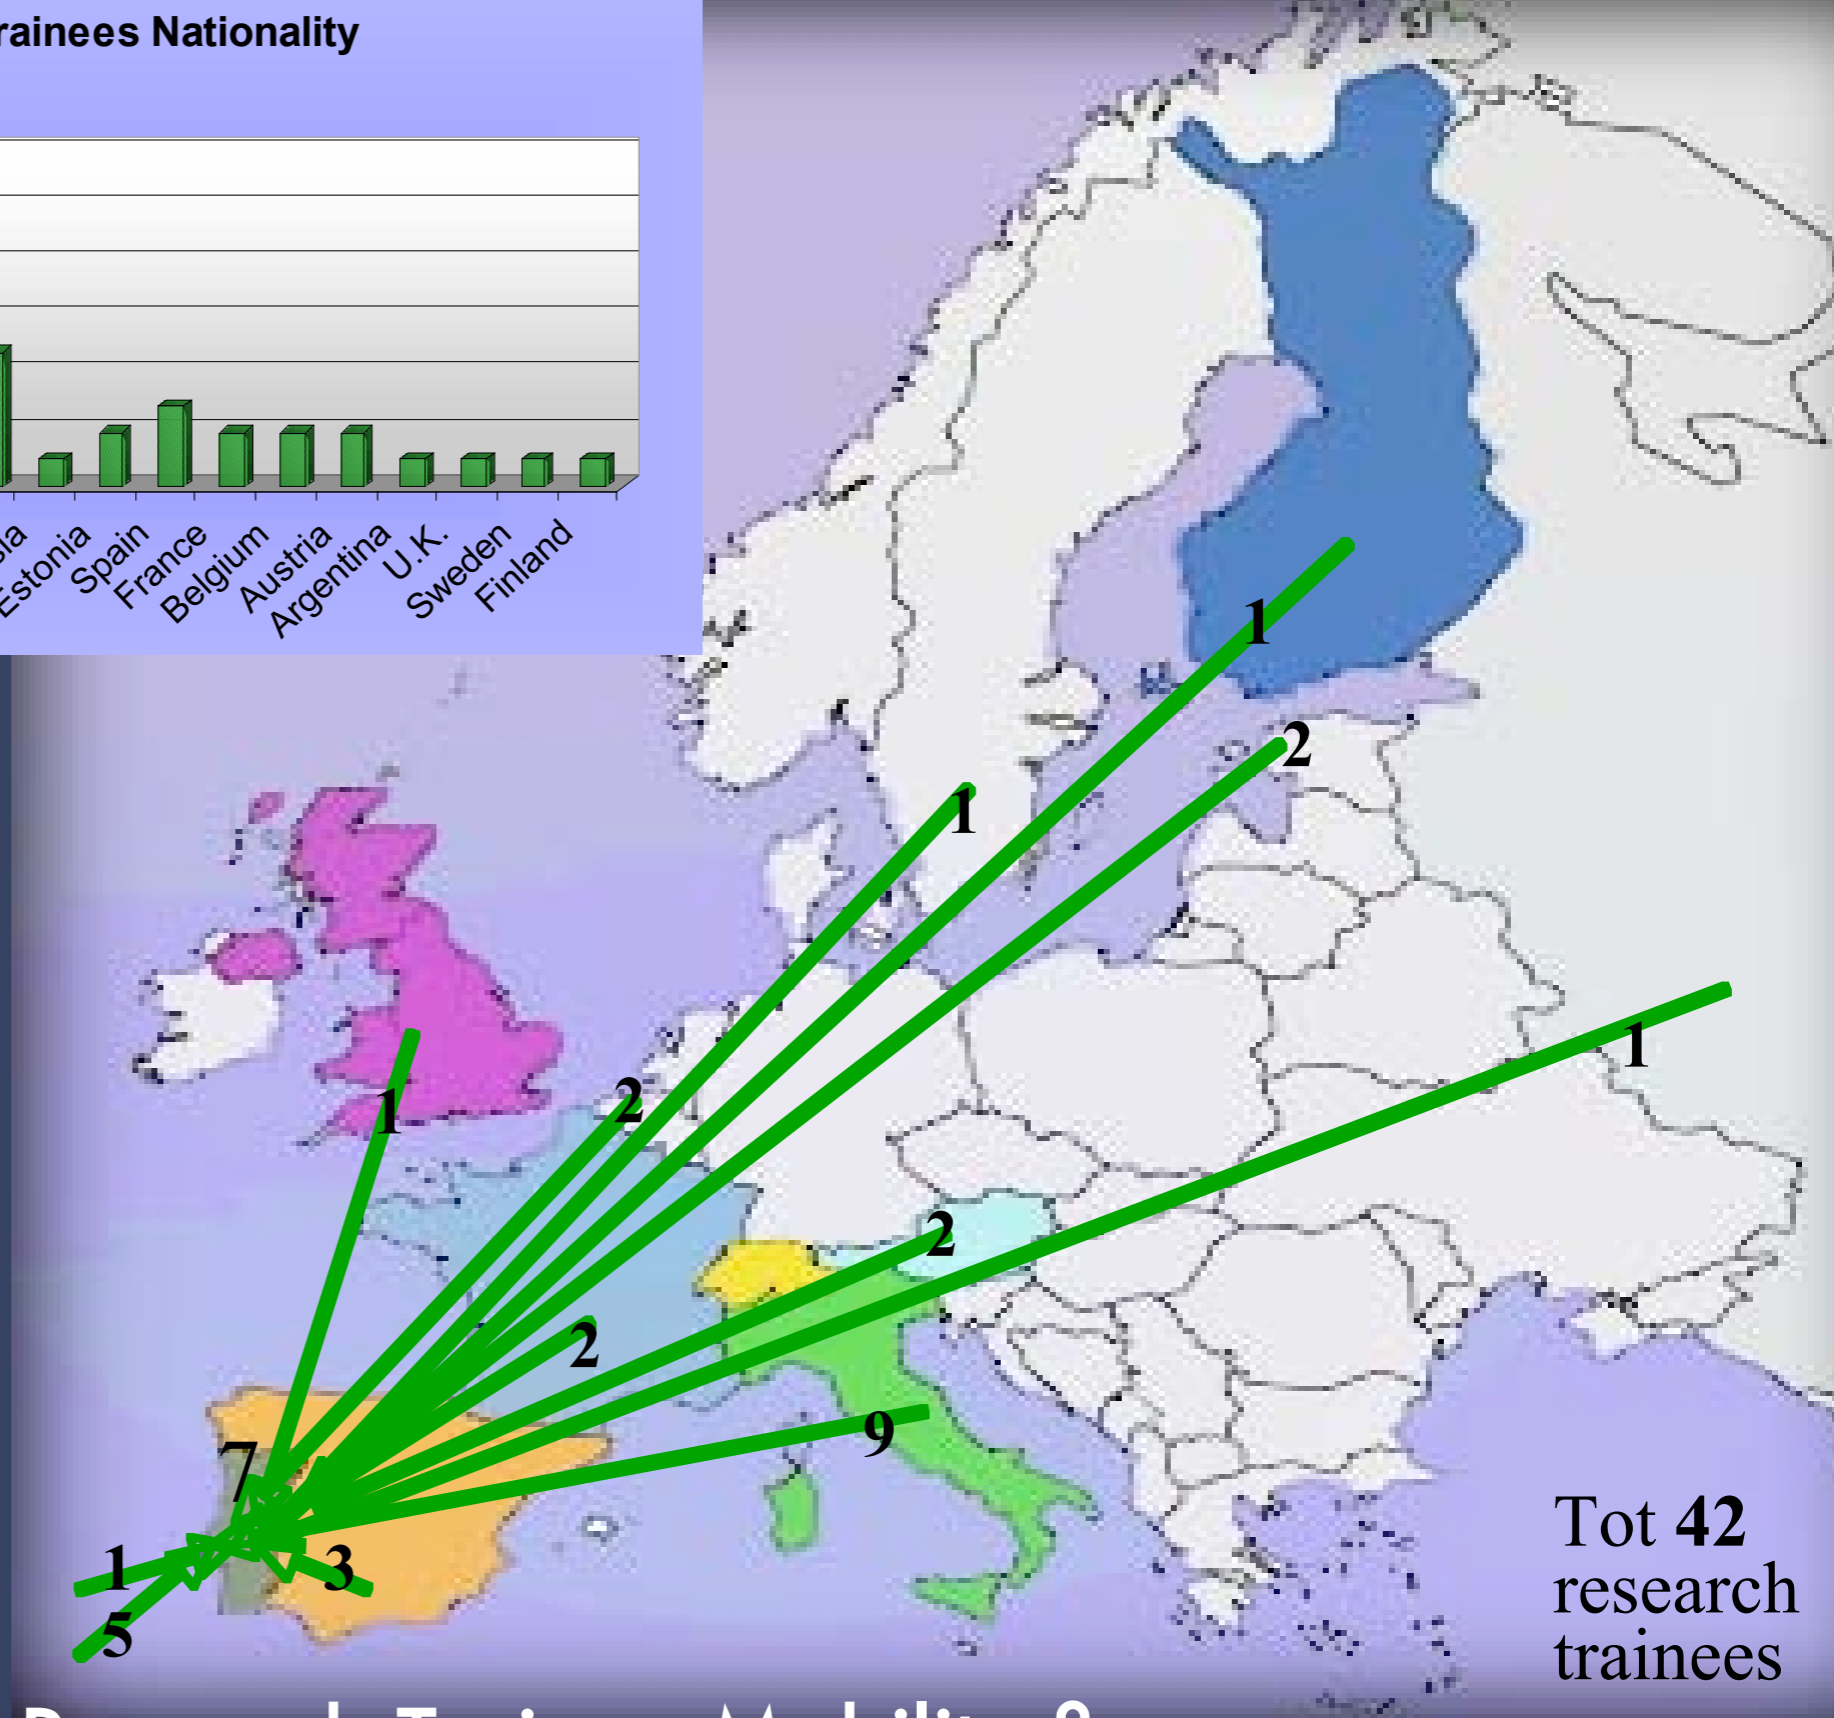 rainees Nationality
Estonia
Spain
France
Belgium
Austria
Argentina
U.K.
Sweden
Finland
1
2
1
1
2
1
2
2
9
7
1
3
5
Tot 42
research
trainees